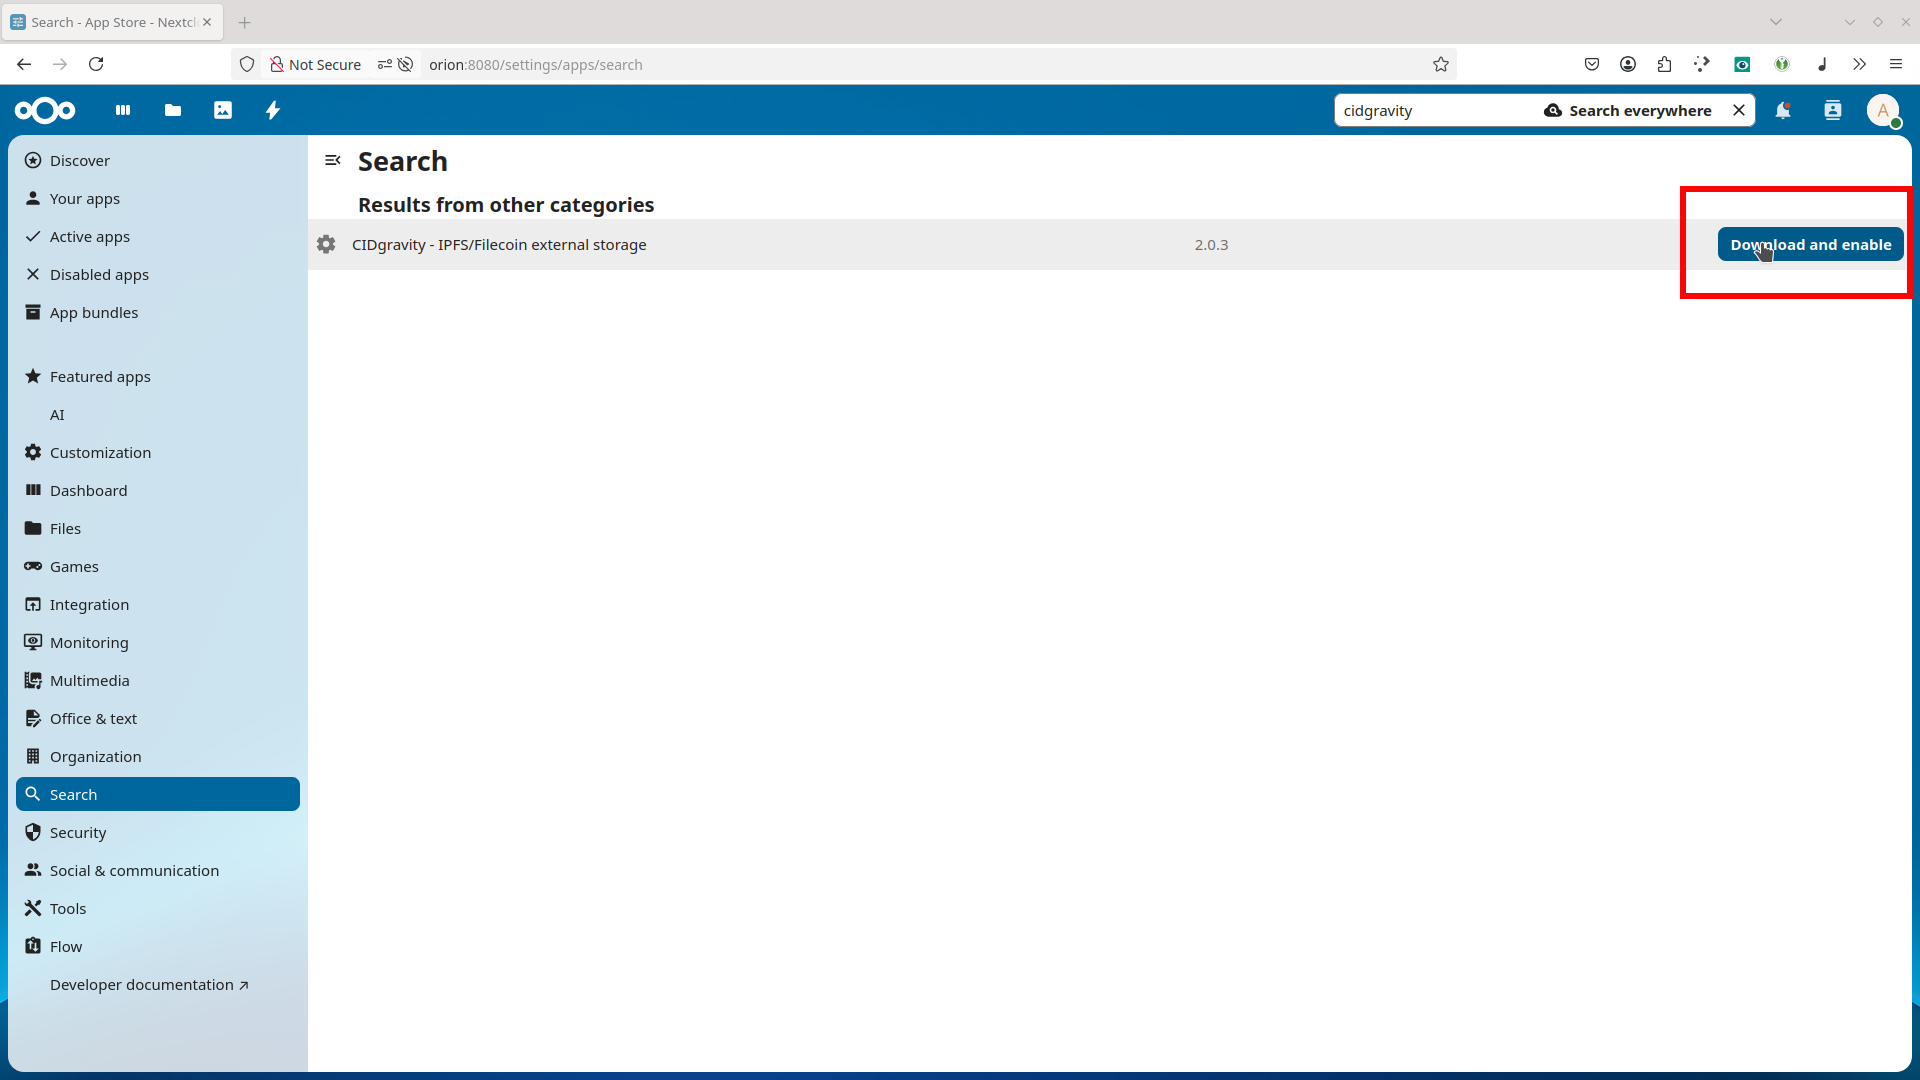 Search - App Store - Nextcl
Not Secure
orion:8080/settings/apps/search
cidgravity
Search everywhere
A
Discover
Your apps
Active apps
Disabled apps
App bundles
Featured apps
AI
Customization
Dashboard
Files
Games
Integration
Monitoring
Multimedia
Office & text
Organization
Search
Security
Social & communication
Tools
Flow
Developer documentation ↗
Search
Results from other categories
CIDgravity - IPFS/Filecoin external storage
2.0.3
Download and enable